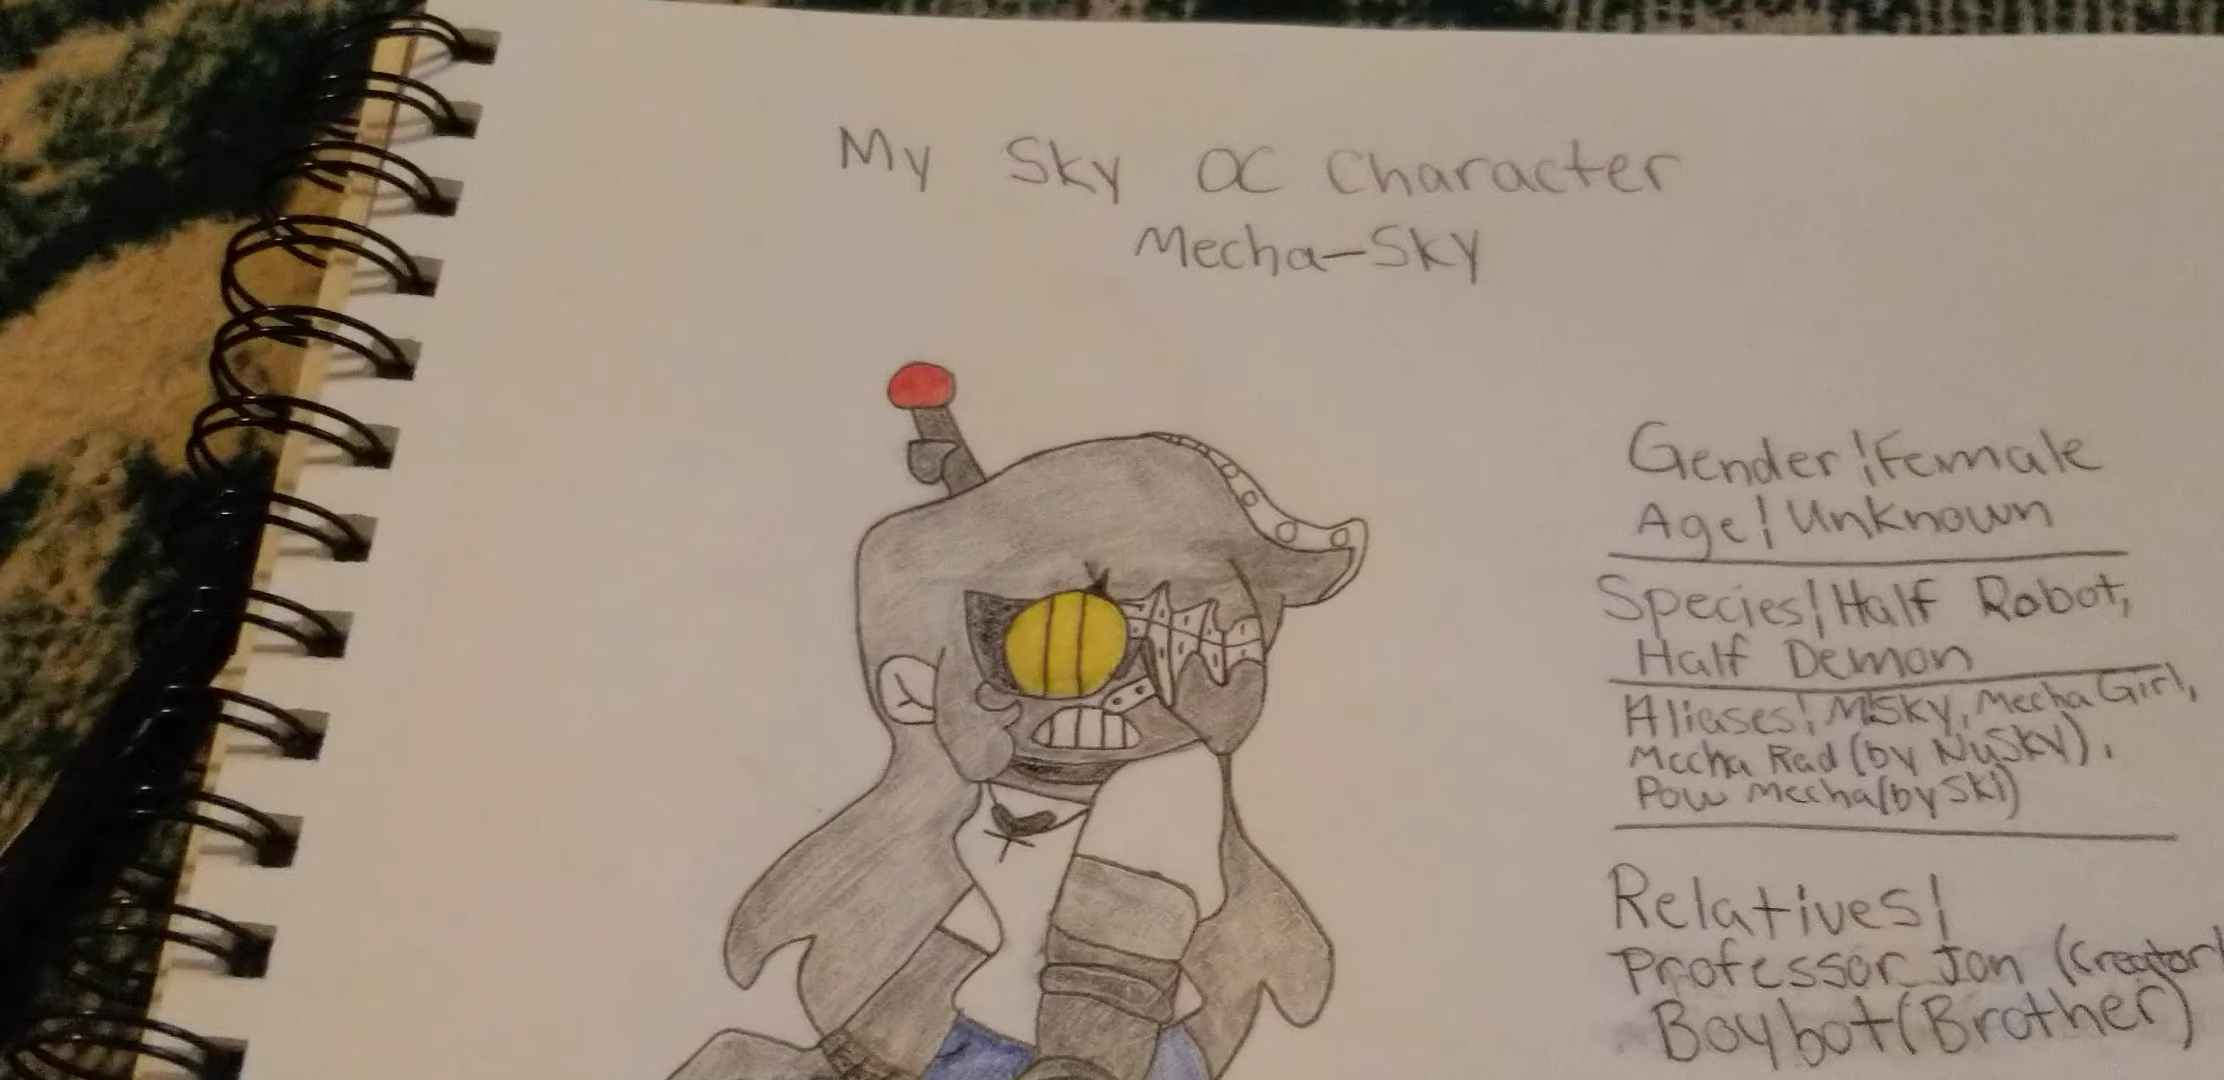 My Sky OC Character
Mecha-Sky
Gender!Female
Age!Unknown
Species!Half Robot,
Half Demon
Aliases!MSky, Mecha Girl,
Mecha Rad (by NuSky),
Pow Mecha(by Ski)
Relatives!
Professor Jon (Creator)
Boybot(Brother)